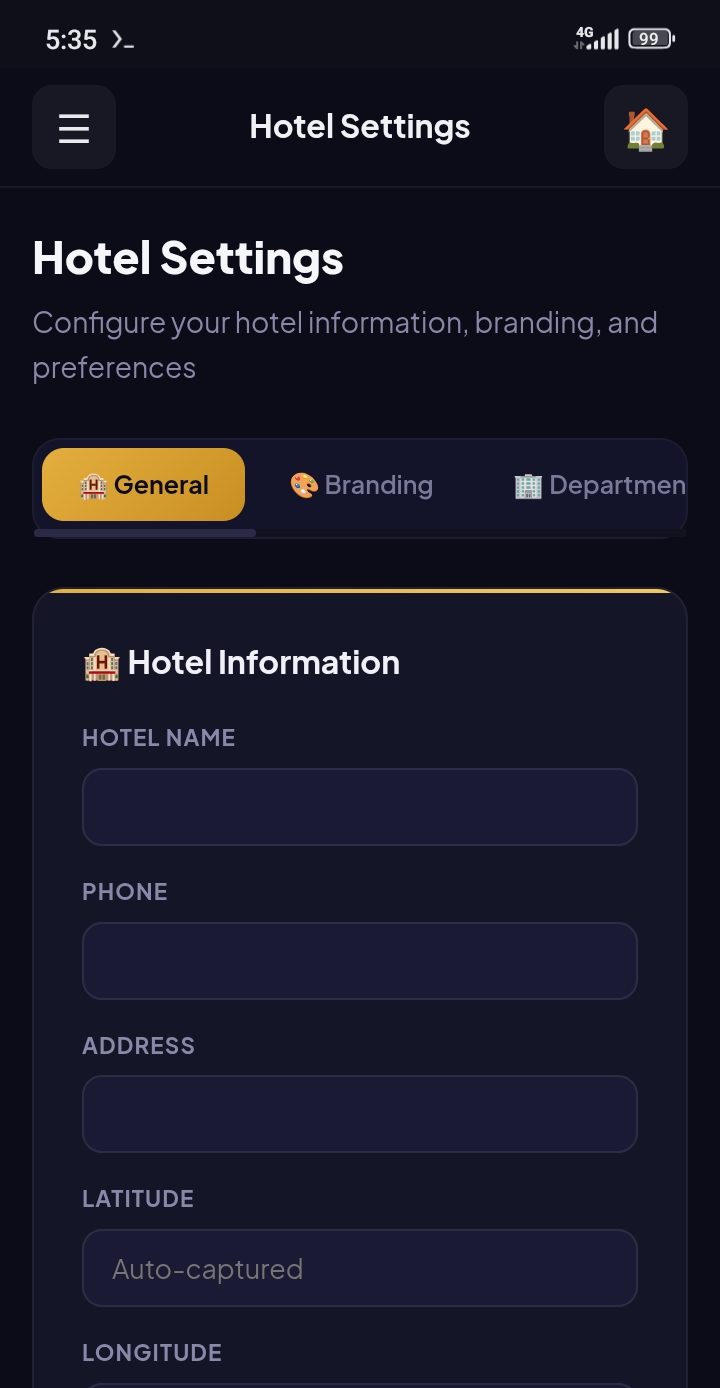 5:35
4G
99
Hotel Settings
Hotel Settings
Configure your hotel information, branding, and
preferences
General
Branding
Departmen
Hotel Information
HOTEL NAME
PHONE
ADDRESS
LATITUDE
Auto-captured
LONGITUDE